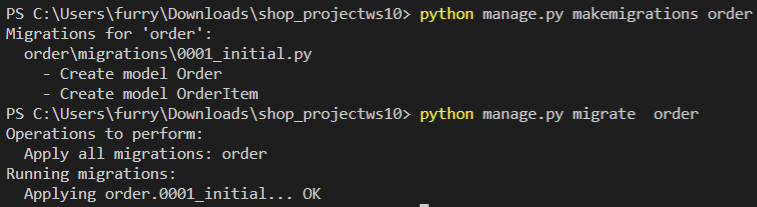 PS C:\Users\furry\Downloads\shop_projectws10> python manage.py makemigrations order
Migrations for 'order':
  order\migrations\0001_initial.py
    - Create model Order
    - Create model OrderItem
PS C:\Users\furry\Downloads\shop_projectws10> python manage.py migrate  order
Operations to perform:
  Apply all migrations: order
Running migrations:
  Applying order.0001_initial... OK